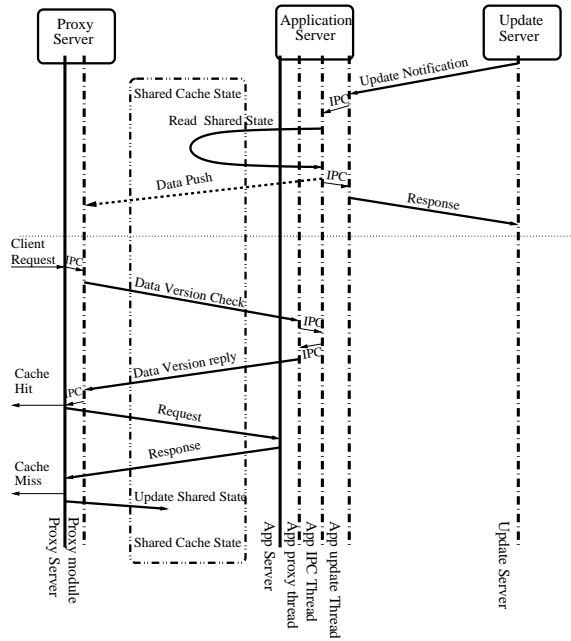 Proxy
Server
Application
Server
Update
Server
Update Notification
Shared Cache State
IPC
Read Shared State
IPC
Data Push
Response
Client
Request
IPC
Data Version Check
IPC
IPC
Data Version reply
Cache
Hit
IPC
Request
Response
Cache
Miss
Update Shared State
Shared Cache State
Proxy Server
Proxy module
App Server
App proxy thread
App IPC Thread
App update Thread
Update Server